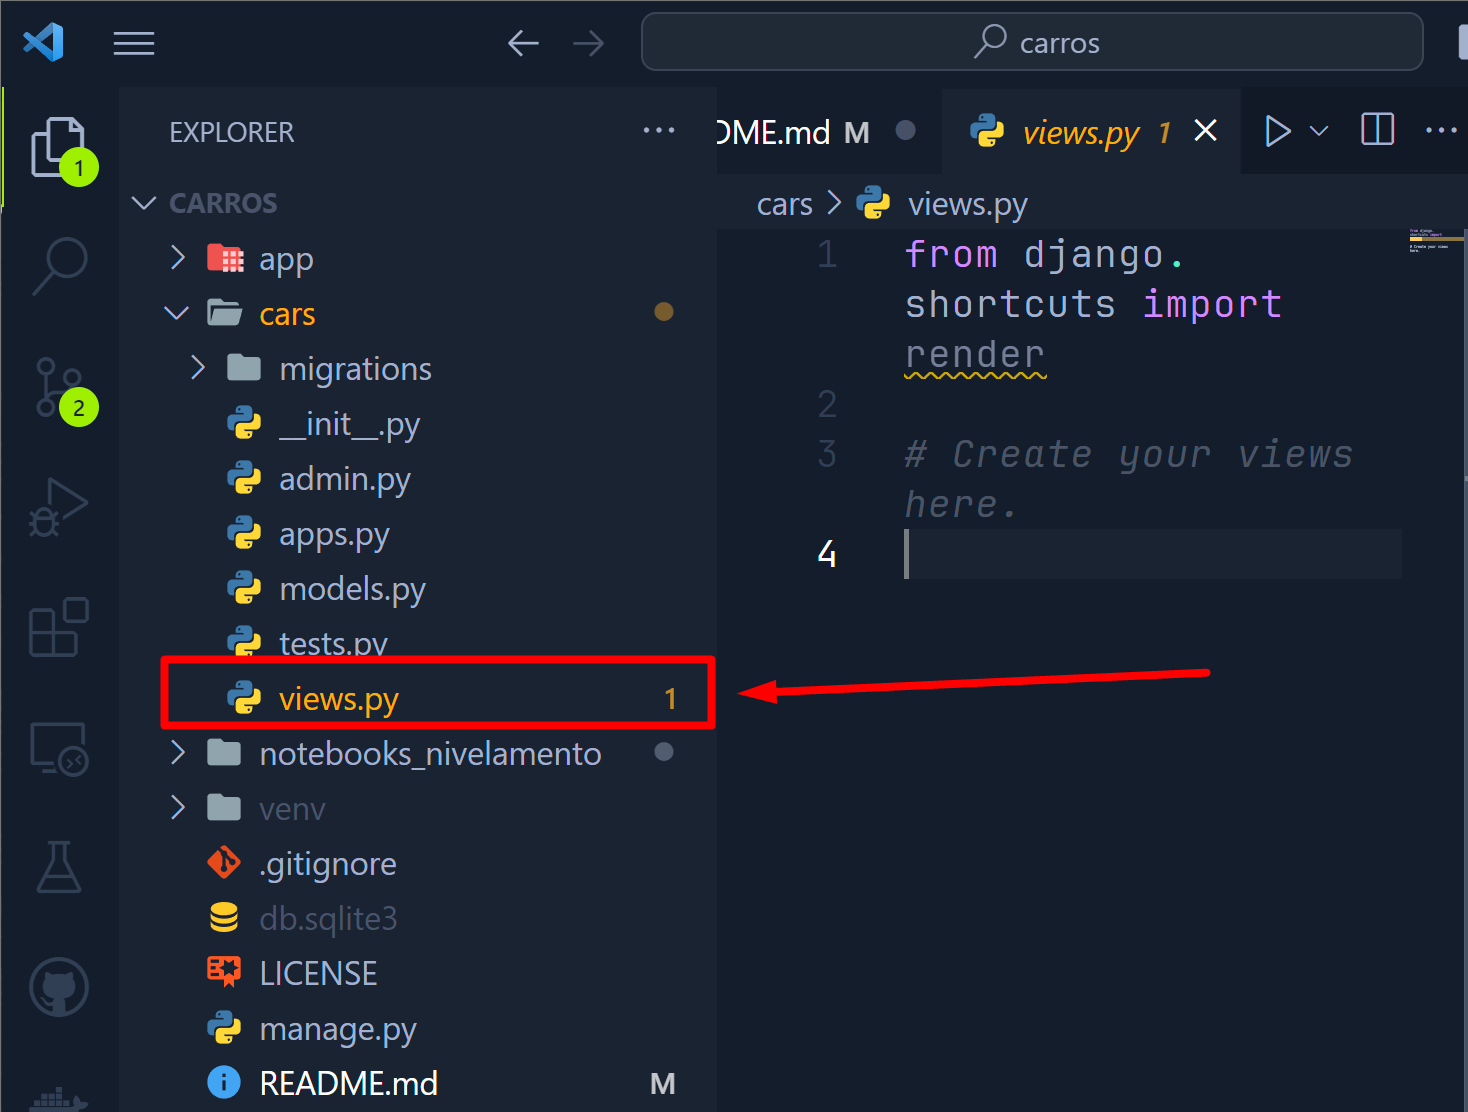 carros
1
2
EXPLORER
CARROS
app
cars
migrations
__init__.py
admin.py
apps.py
models.py
tests.py
views.py 1
notebooks_nivelamento
venv
.gitignore
db.sqlite3
LICENSE
manage.py
README.md M
DME.md M
views.py 1
cars > views.py
1 from django.
shortcuts import
render
2
3 # Create your views
here.
4